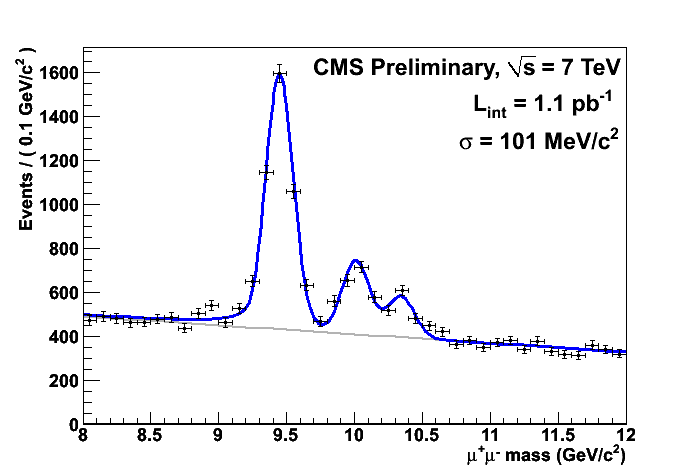 CMS Preliminary, √s = 7 TeV
L_int = 1.1 pb⁻¹
σ = 101 MeV/c²
Events / ( 0.1 GeV/c² )
1600
1400
1200
1000
800
600
400
200
0
8 8.5 9 9.5 10 10.5 11 11.5 12
μ⁺μ⁻ mass (GeV/c²)